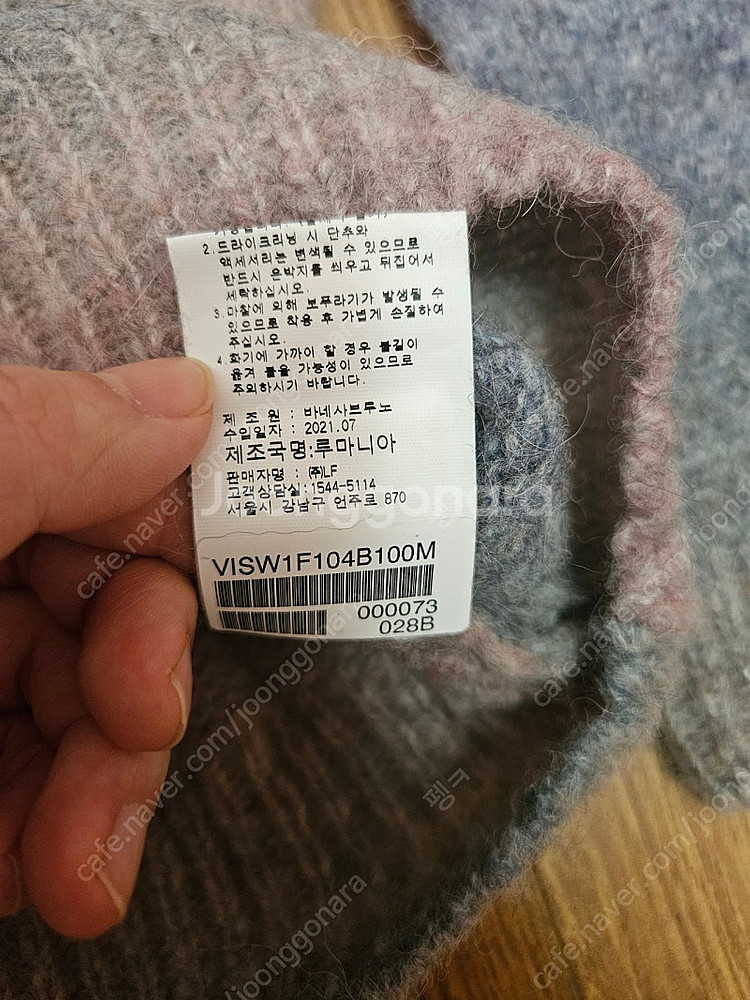 2. 드라이크리닝 시 단추와
액세서리는 변색될 수 있으므로
반드시 은박지를 씌우고 뒤집어서
세탁하십시오.
3. 마찰에 의해 보푸라기가 발생될 수
있으므로 착용 후 가볍게 손질하여
주십시오.
4. 화기에 가까이 할 경우 불길이
옮겨 붙을 가능성이 있으므로
주의하시기 바랍니다.
제 조 원 : 바네사브루노
수입일자 : 2021.07
제조국명:루마니아
판매자명 : ㈜LF
고객상담실:1544-5114
서울시 강남구 언주로 870
VISW1F104B100M
000073
028B
Joonggonara
cafe.naver.com/joonggonara
펭ㅋ